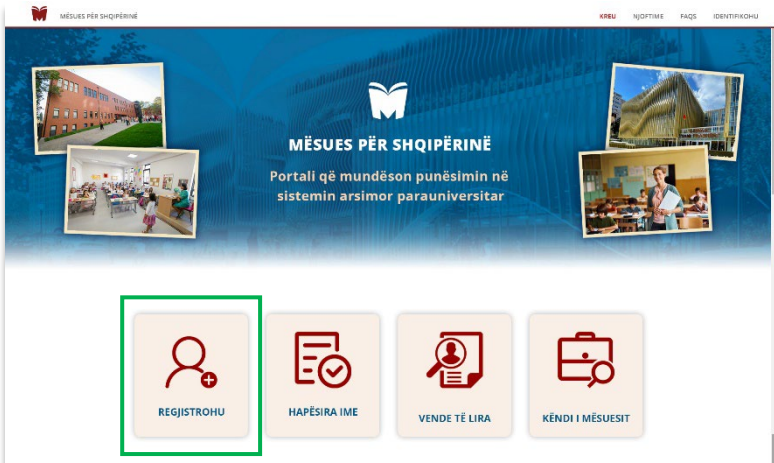 MËSUES PËR SHQIPËRINË
KREU
NJOFTIME
FAQS
IDENTIFIKOHU
MËSUES PËR SHQIPËRINË
Portali që mundëson punësimin në
sistemin arsimor parauniversitar
REGJISTROHU
HAPËSIRA IME
VENDE TË LIRA
KËNDI I MËSUESIT